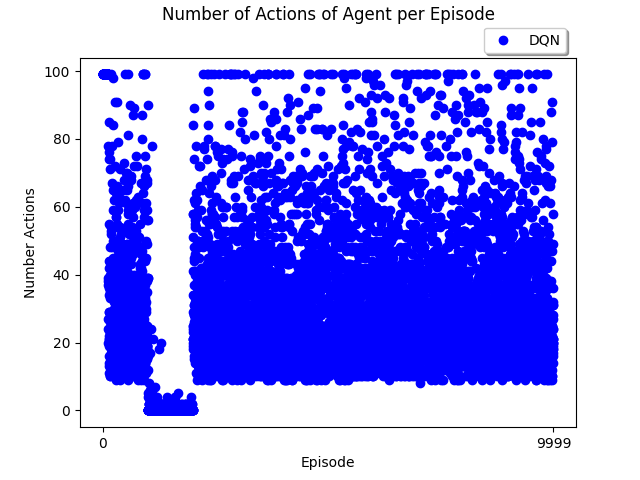 Number of Actions of Agent per Episode
DQN
100
80
60
40
20
0
Number Actions
0
9999
Episode